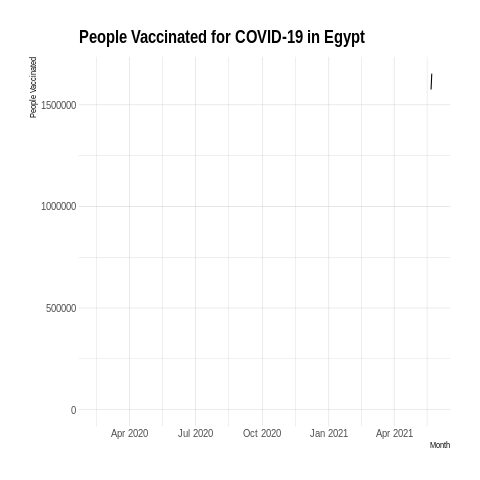 People Vaccinated for COVID-19 in Egypt
People Vaccinated
1500000
1000000
500000
0
Apr 2020 Jul 2020 Oct 2020 Jan 2021 Apr 2021
Month